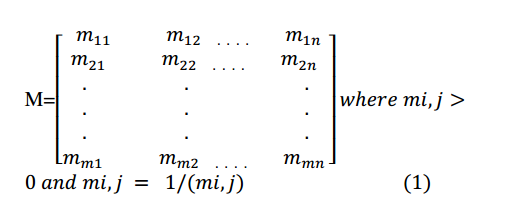 m₁₁ m₁₂ .... m₁ₙ
m₂₁ m₂₂ .... m₂ₙ
. . .
M= . . . where mi,j >
. . .
mₘ₁ mₘ₂ .... mₘₙ
0 and mi,j = 1/(mi,j) (1)